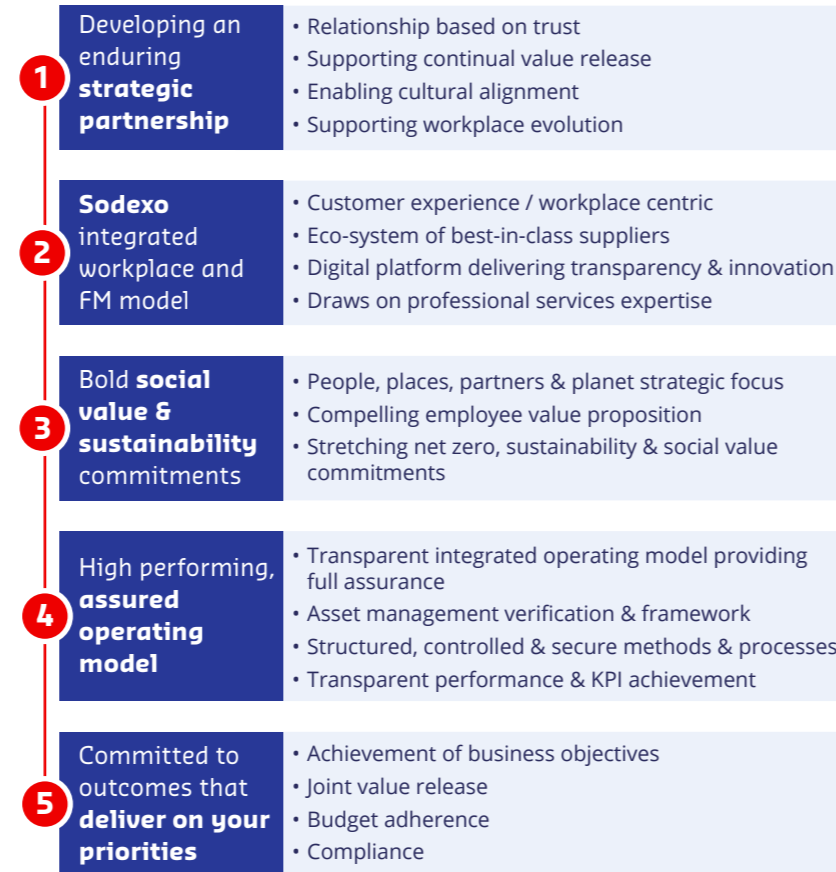 1
Developing an
enduring
strategic
partnership
• Relationship based on trust
• Supporting continual value release
• Enabling cultural alignment
• Supporting workplace evolution
2
Sodexo
integrated
workplace and
FM model
• Customer experience / workplace centric
• Eco-system of best-in-class suppliers
• Digital platform delivering transparency & innovation
• Draws on professional services expertise
3
Bold social
value &
sustainability
commitments
• People, places, partners & planet strategic focus
• Compelling employee value proposition
• Stretching net zero, sustainability & social value
commitments
4
High performing,
assured
operating
model
• Transparent integrated operating model providing
full assurance
• Asset management verification & framework
• Structured, controlled & secure methods & processes
• Transparent performance & KPI achievement
5
Committed to
outcomes that
deliver on your
priorities
• Achievement of business objectives
• Joint value release
• Budget adherence
• Compliance